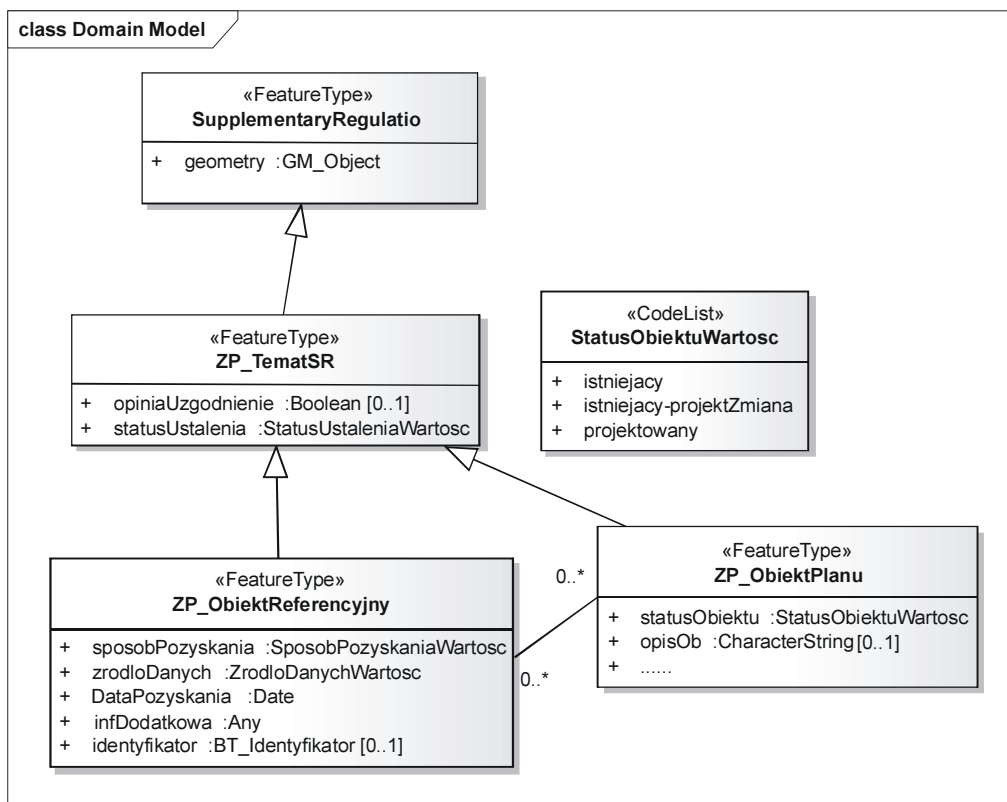 class Domain Model
«FeatureType»
SupplementaryRegulatio
+ geometry :GM_Object
«FeatureType»
ZP_TematSR
+ opiniaUzgodnienie :Boolean [0..1]
+ statusUstalenia :StatusUstaleniaWartosc
«CodeList»
StatusObiektuWartosc
+ istniejacy
+ istniejacy-projektZmiana
+ projektowany
«FeatureType»
ZP_ObiektReferencyjny
+ sposobPozyskania :SposobPozyskaniaWartosc
+ zrodloDanych :ZrodloDanychWartosc
+ DataPozyskania :Date
+ infDodatkowa :Any
+ identyfikator :BT_Identyfikator [0..1]
0..*
0..*
«FeatureType»
ZP_ObiektPlanu
+ statusObiektu :StatusObiektuWartosc
+ opisOb :CharacterString [0..1]
+ ......